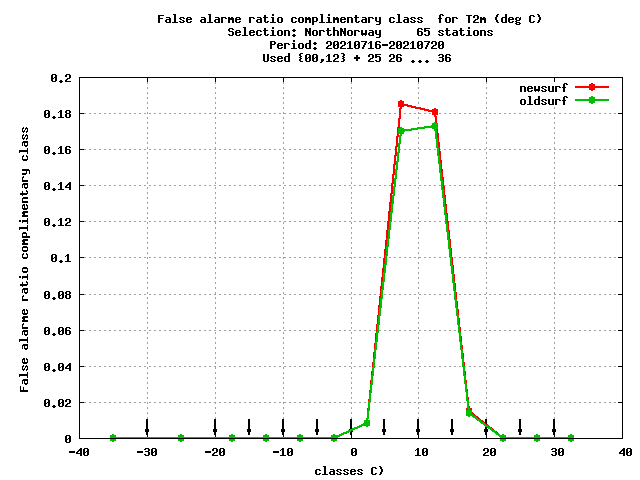 False alarme ratio complimentary class  for T2m (deg C)
Selection: NorthNorway     65 stations
Period: 20210716-20210720
Used {00,12} + 25 26 ... 36
newsurf
oldsurf
False alarme ratio complimentary class
0.2
0.18
0.16
0.14
0.12
0.1
0.08
0.06
0.04
0.02
0
-40 -30 -20 -10 0 10 20 30 40
classes C)